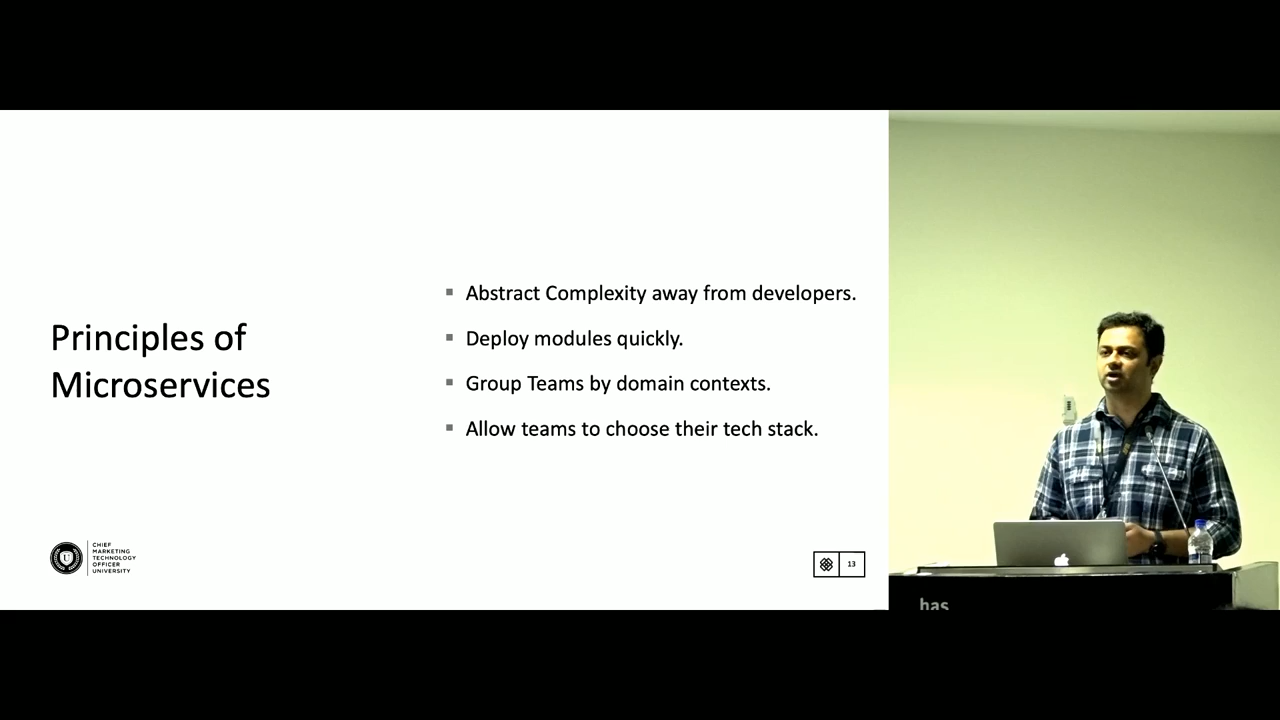 Principles of
Microservices
Abstract Complexity away from developers.
Deploy modules quickly.
Group Teams by domain contexts.
Allow teams to choose their tech stack.
CHIEF
MARKETING
TECHNOLOGY
OFFICER
UNIVERSITY
13
has